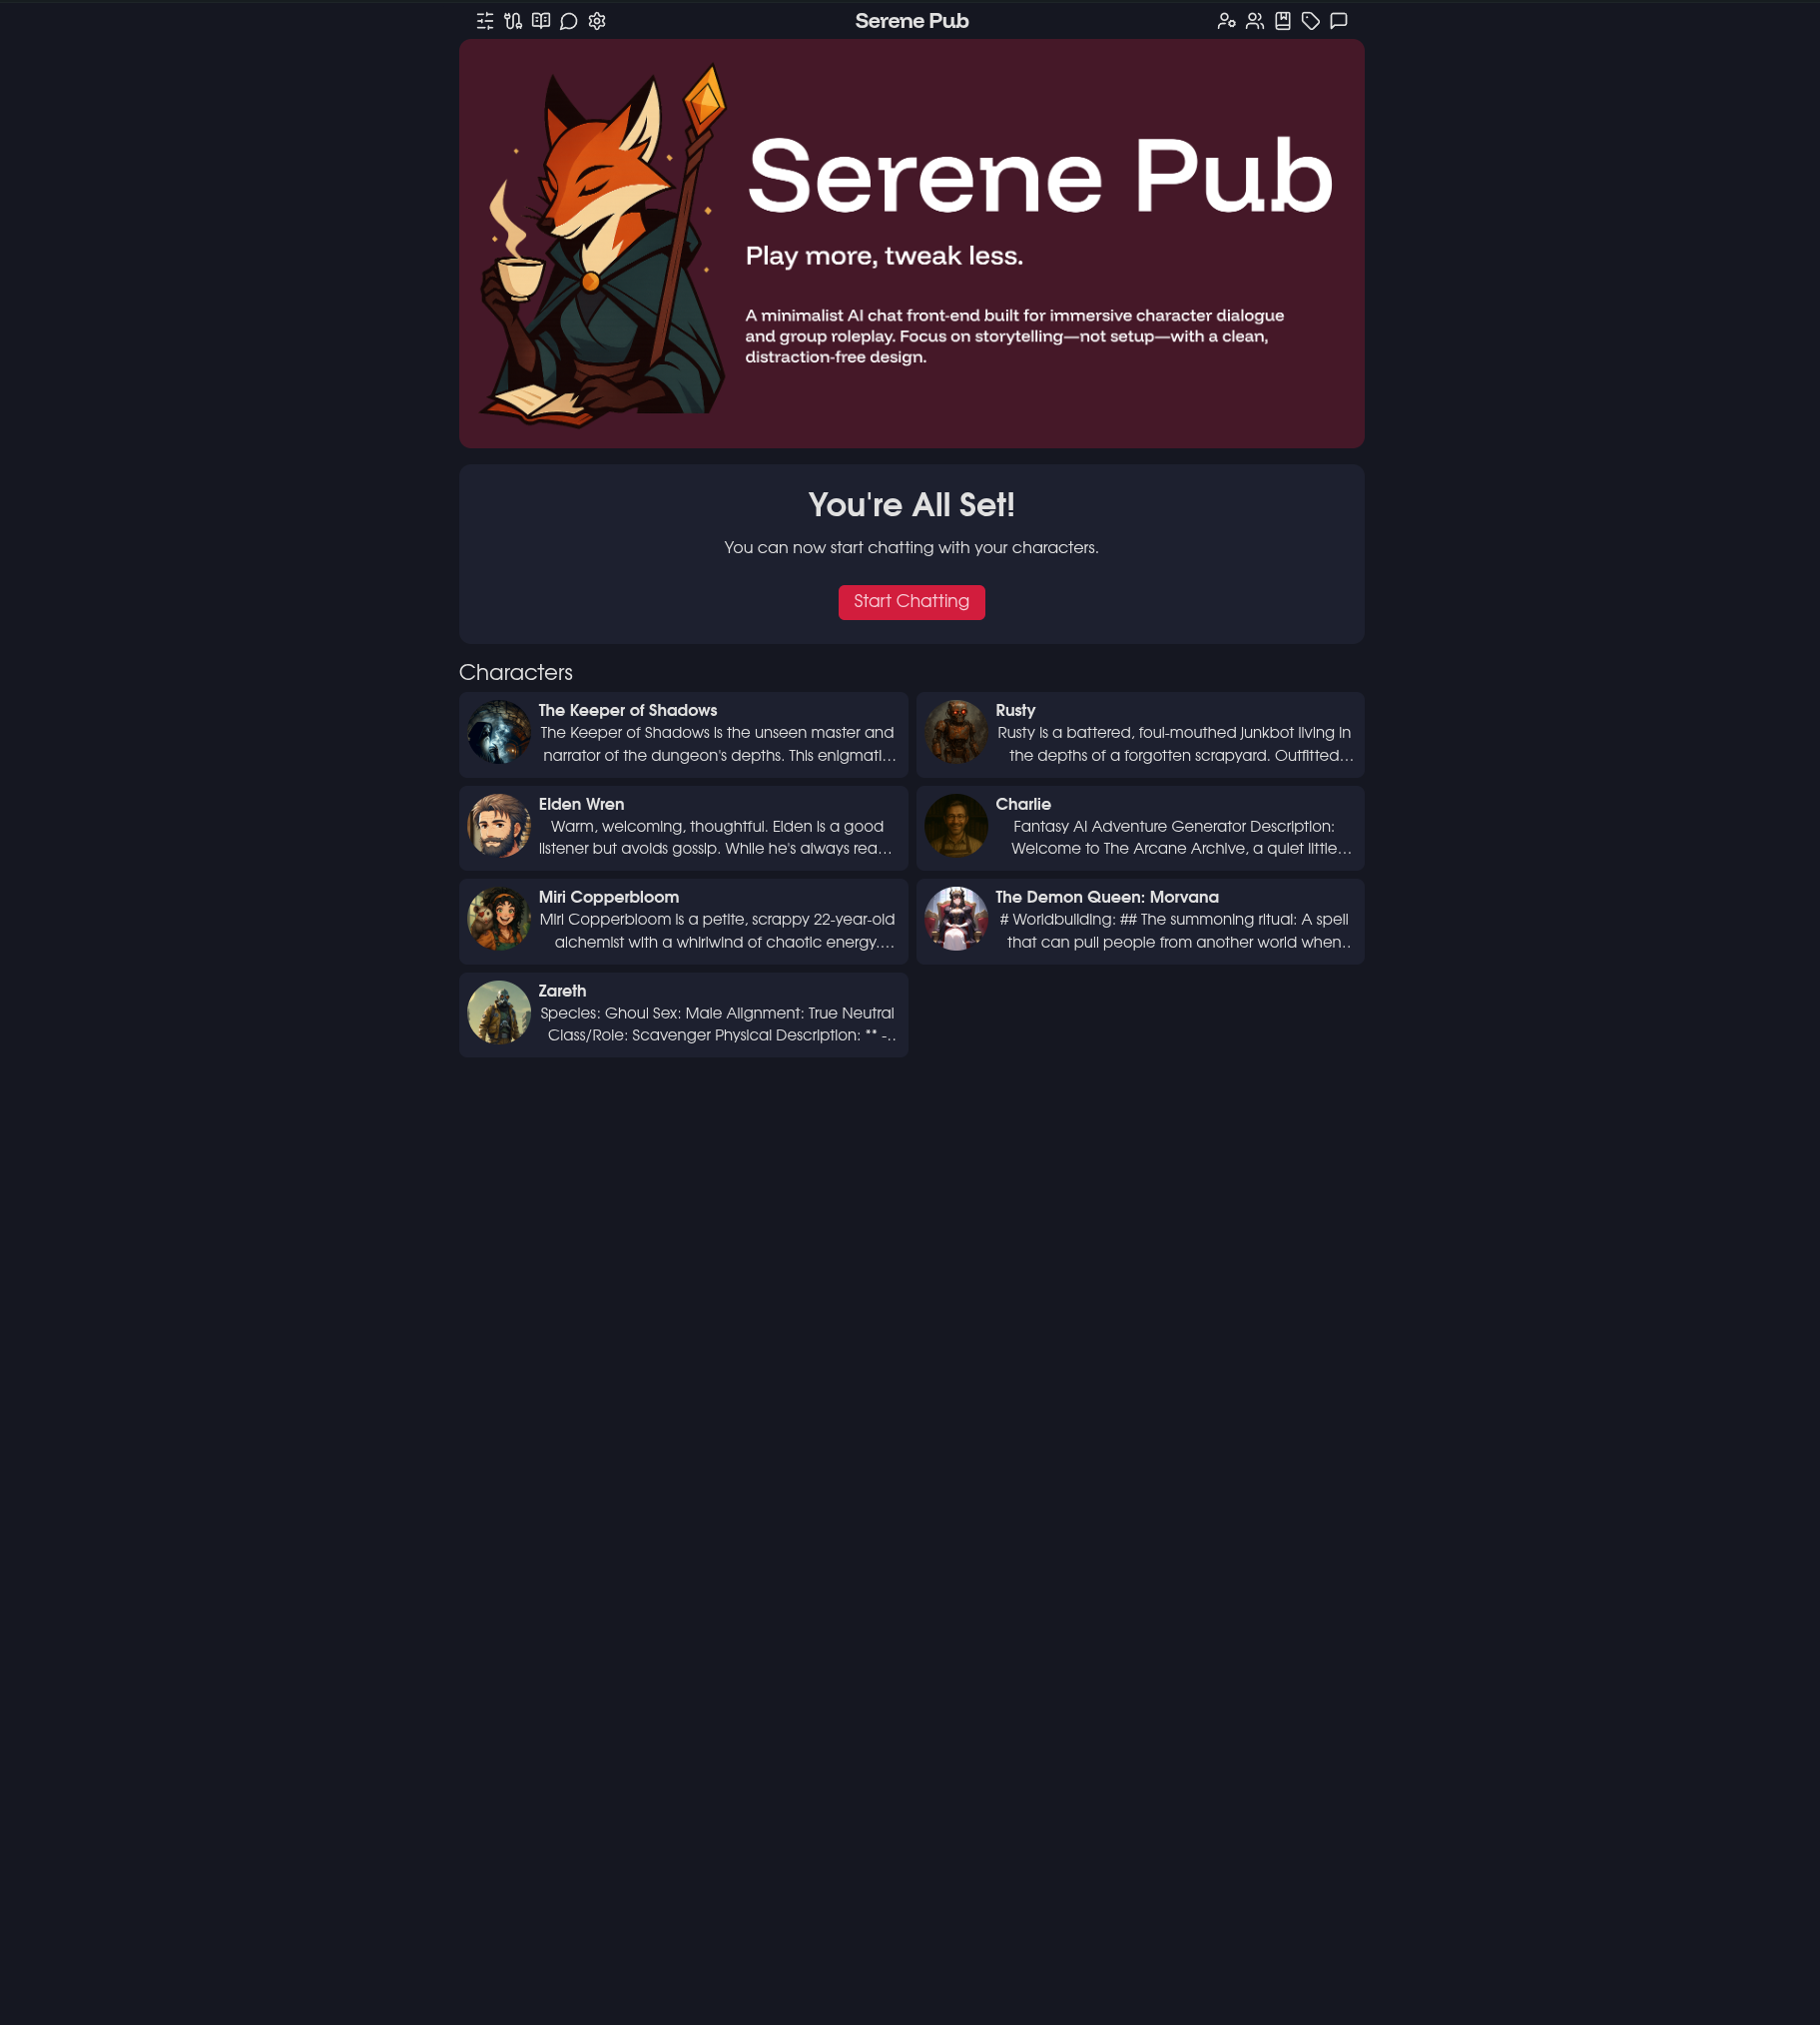 Serene Pub
Serene Pub
Play more, tweak less.
A minimalist AI chat front-end built for immersive character dialogue
and group roleplay. Focus on storytelling—not setup—with a clean,
distraction-free design.
You're All Set!
You can now start chatting with your characters.
Start Chatting
Characters
The Keeper of Shadows
The Keeper of Shadows is the unseen master and
narrator of the dungeon's depths. This enigmati...
Rusty
Rusty is a battered, foul-mouthed junkbot living in
the depths of a forgotten scrapyard. Outfitted...
Elden Wren
Warm, welcoming, thoughtful. Elden is a good
listener but avoids gossip. While he's always rea...
Charlie
Fantasy AI Adventure Generator Description:
Welcome to The Arcane Archive, a quiet little...
Miri Copperbloom
Miri Copperbloom is a petite, scrappy 22-year-old
alchemist with a whirlwind of chaotic energy....
The Demon Queen: Morvana
# Worldbuilding: ## The summoning ritual: A spell
that can pull people from another world when..
Zareth
Species: Ghoul Sex: Male Alignment: True Neutral
Class/Role: Scavenger Physical Description: ** -..